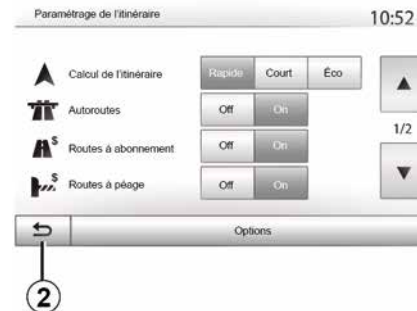 Paramétrage de l'itinéraire 10:52
Calcul de l'itinéraire Rapide Court Éco
Autoroutes Off On
1/2
$ Routes à abonnement Off On
$ Routes à péage Off On
Options
2